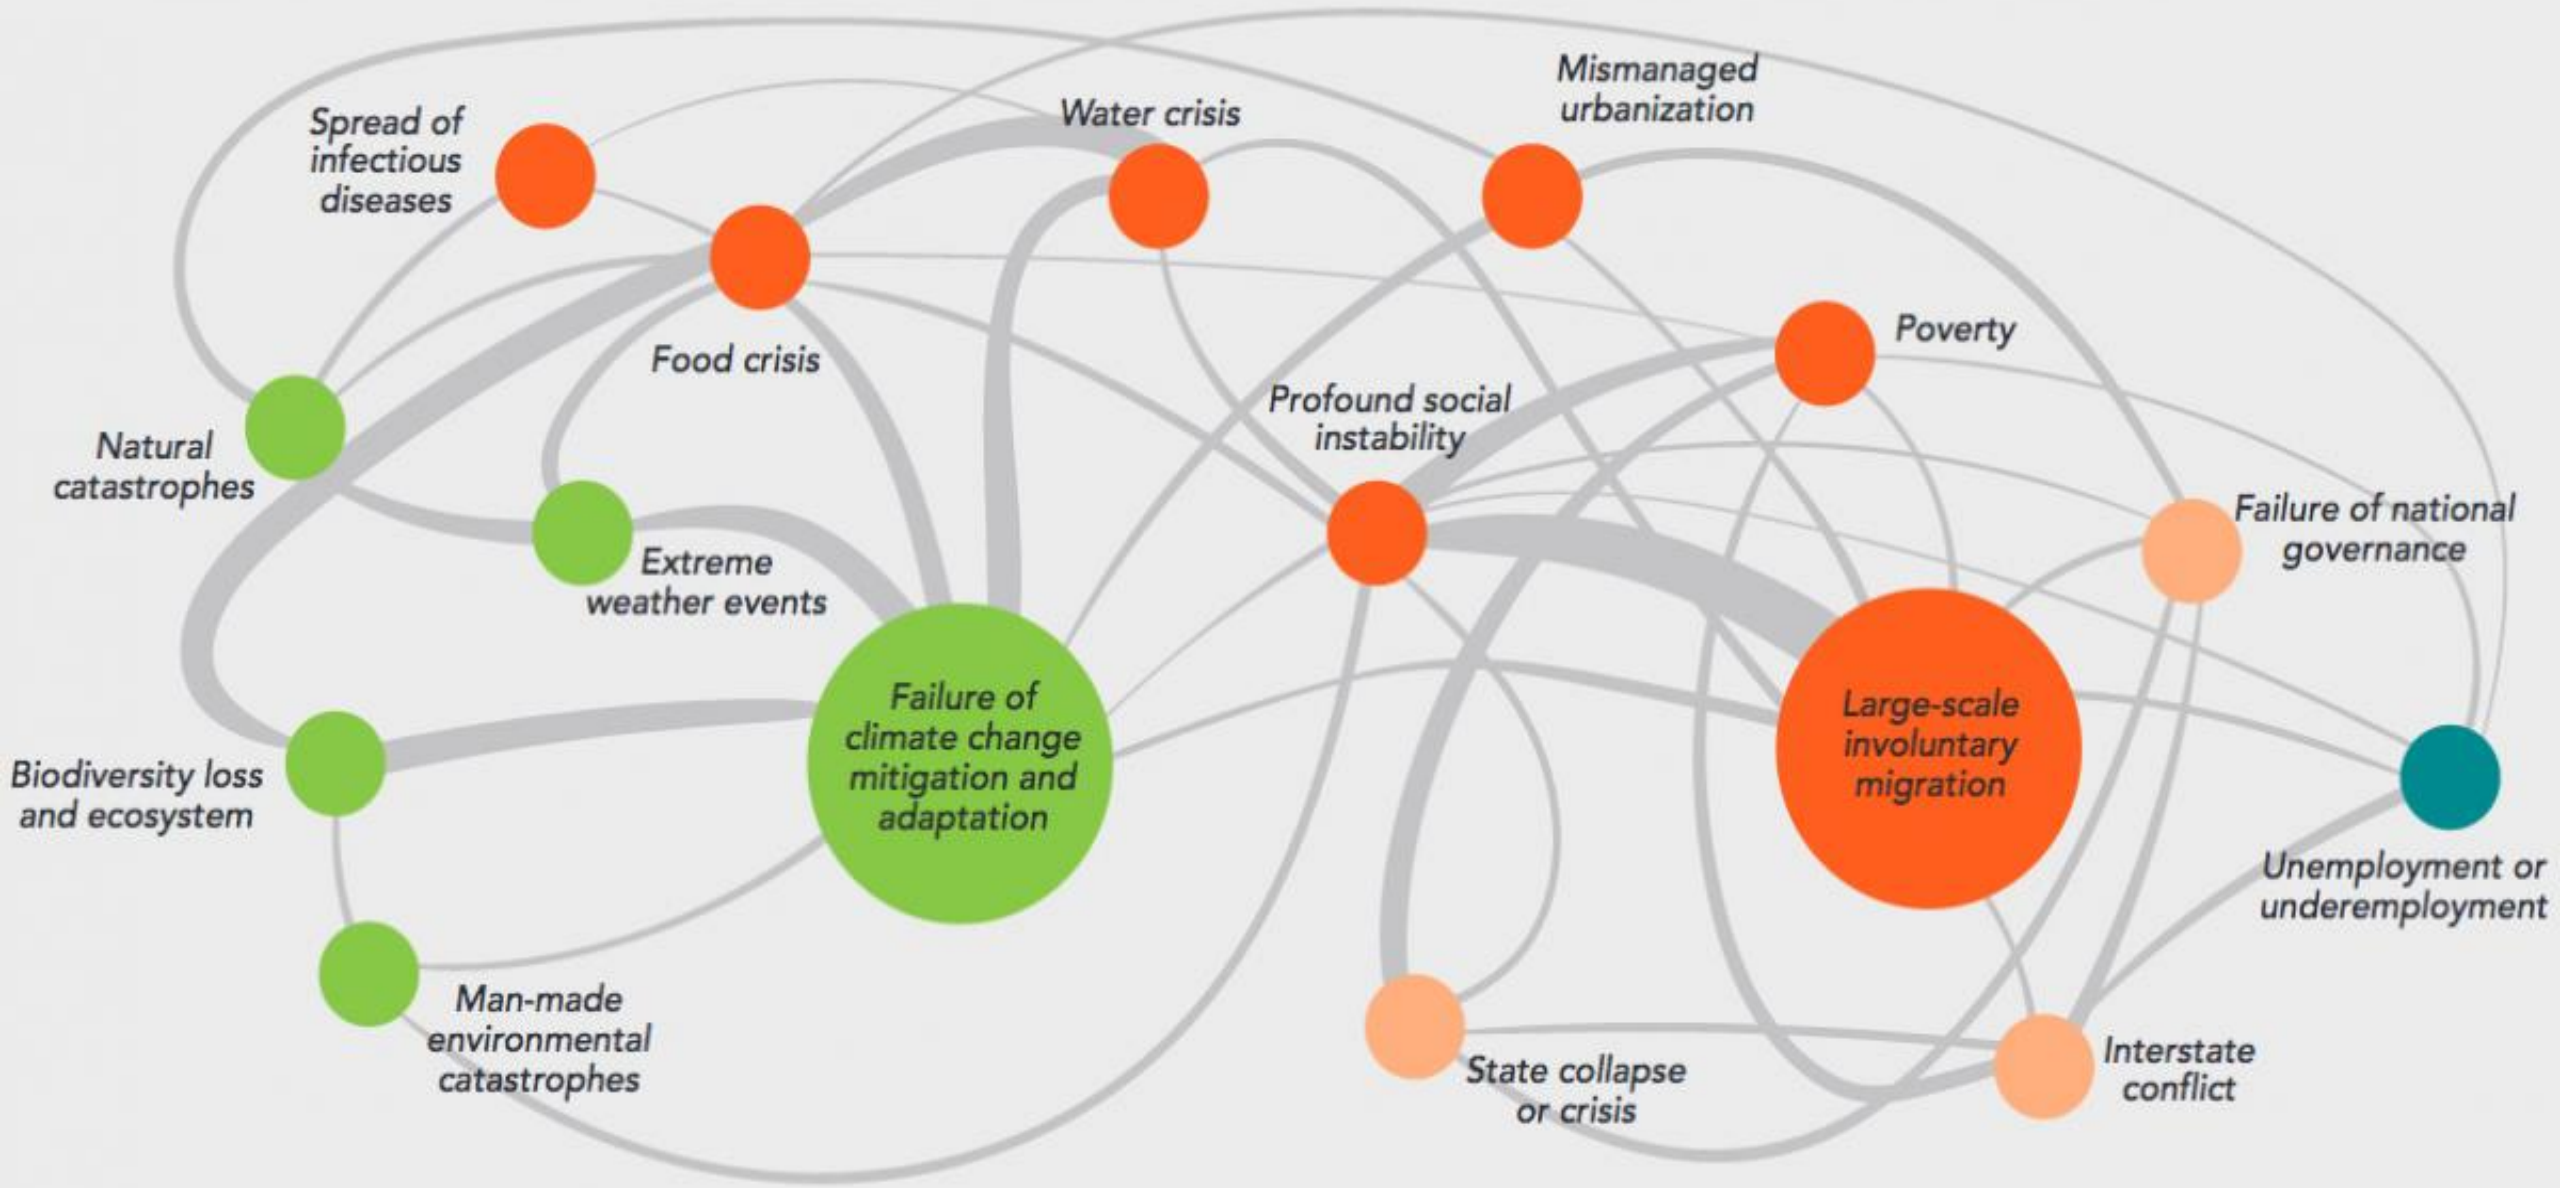 Mismanaged
urbanization
Spread of
infectious
diseases
Water crisis
Food crisis
Poverty
Profound social
instability
Natural
catastrophes
Failure of national
governance
Extreme
weather events
Failure of
climate change
mitigation and
adaptation
Large-scale
involuntary
migration
Biodiversity loss
and ecosystem
Unemployment or
underemployment
Man-made
environmental
catastrophes
State collapse
or crisis
Interstate
conflict